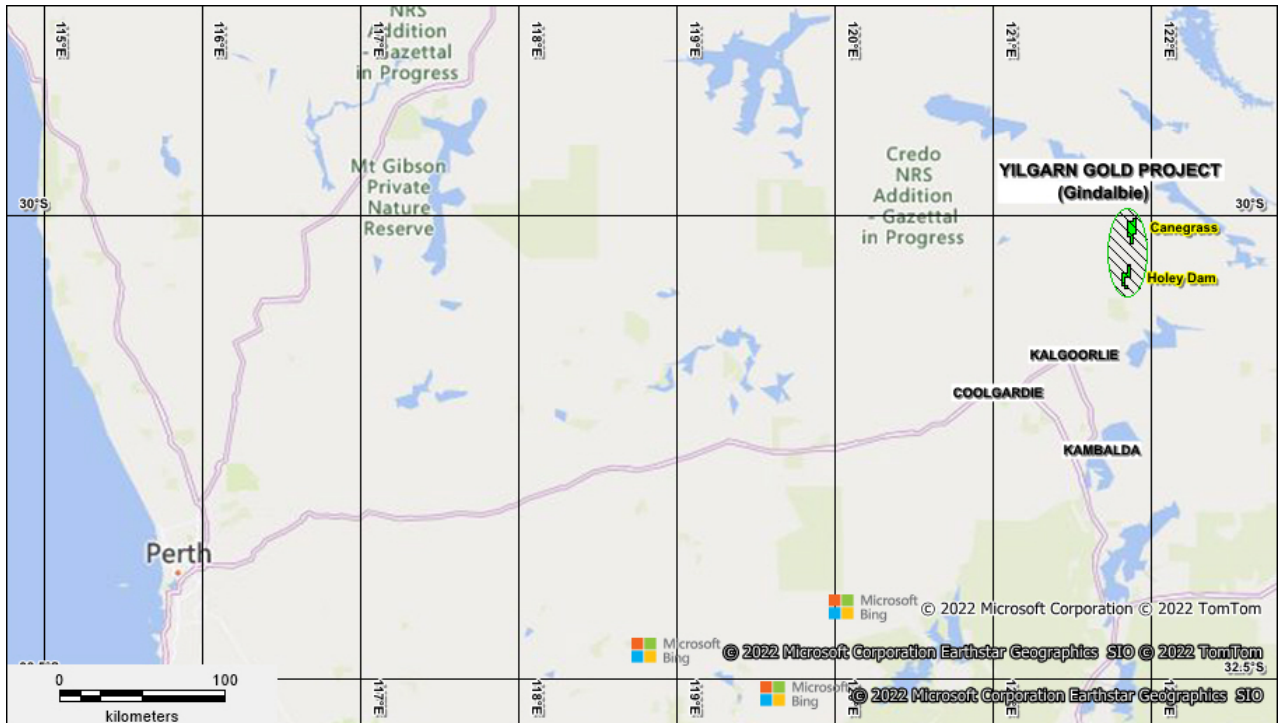 NRS
Addition
- Gazettal
in Progress
115°E
116°E
117°E
118°E
119°E
120°E
121°E
122°E
Mt Gibson
Private
Nature
Reserve
Credo
NRS
Addition
- Gazettal
in Progress
YILGARN GOLD PROJECT
(Gindalbie)
30°S
30°S
Canegrass
Holey Dam
KALGOORLIE
COOLGARDIE
KAMBALDA
Perth
Microsoft
Bing
© 2022 Microsoft Corporation © 2022 TomTom
Microsoft
Bing
© 2022 Microsoft Corporation Earthstar Geographics SIO © 2022 TomTom
32.5°S
0 100
kilometers
117°E
118°E
119°E
120°E
121°E
122°E
Microsoft
Bing
© 2022 Microsoft Corporation Earthstar Geographics SIO